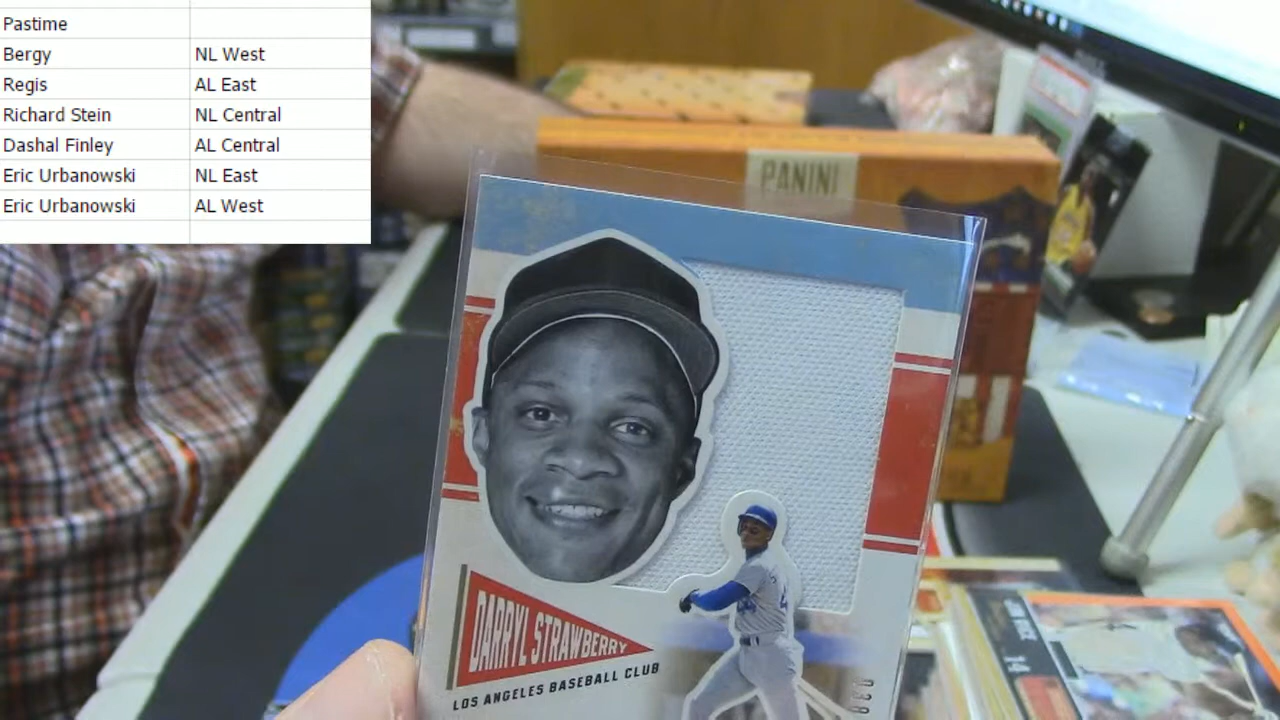 Pastime
Bergy NL West
Regis AL East
Richard Stein NL Central
Dashal Finley AL Central
Eric Urbanowski NL East
Eric Urbanowski AL West
PANINI
DARRYL STRAWBERRY
LOS ANGELES BASEBALL CLUB